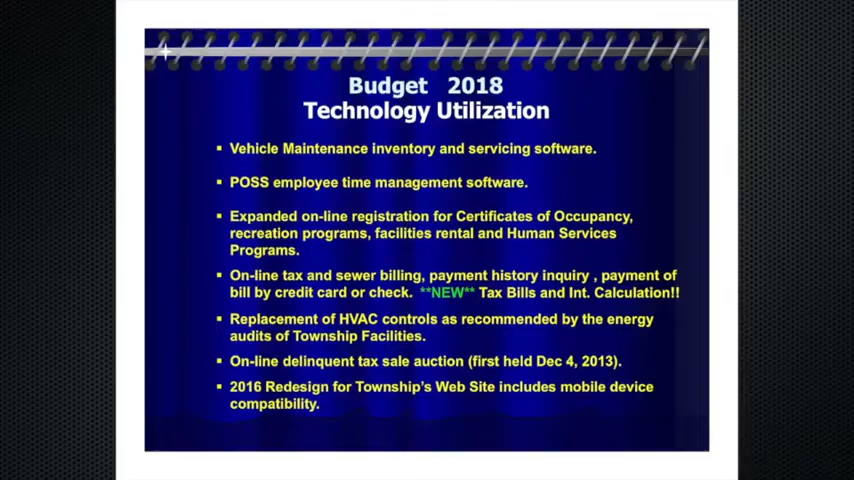 Budget 2018
Technology Utilization
▪ Vehicle Maintenance inventory and servicing software.
▪ POSS employee time management software.
▪ Expanded on-line registration for Certificates of Occupancy,
recreation programs, facilities rental and Human Services
Programs.
▪ On-line tax and sewer billing, payment history inquiry , payment of
bill by credit card or check. **NEW** Tax Bills and Int. Calculation!!
▪ Replacement of HVAC controls as recommended by the energy
audits of Township Facilities.
▪ On-line delinquent tax sale auction (first held Dec 4, 2013).
▪ 2016 Redesign for Township's Web Site includes mobile device
compatibility.